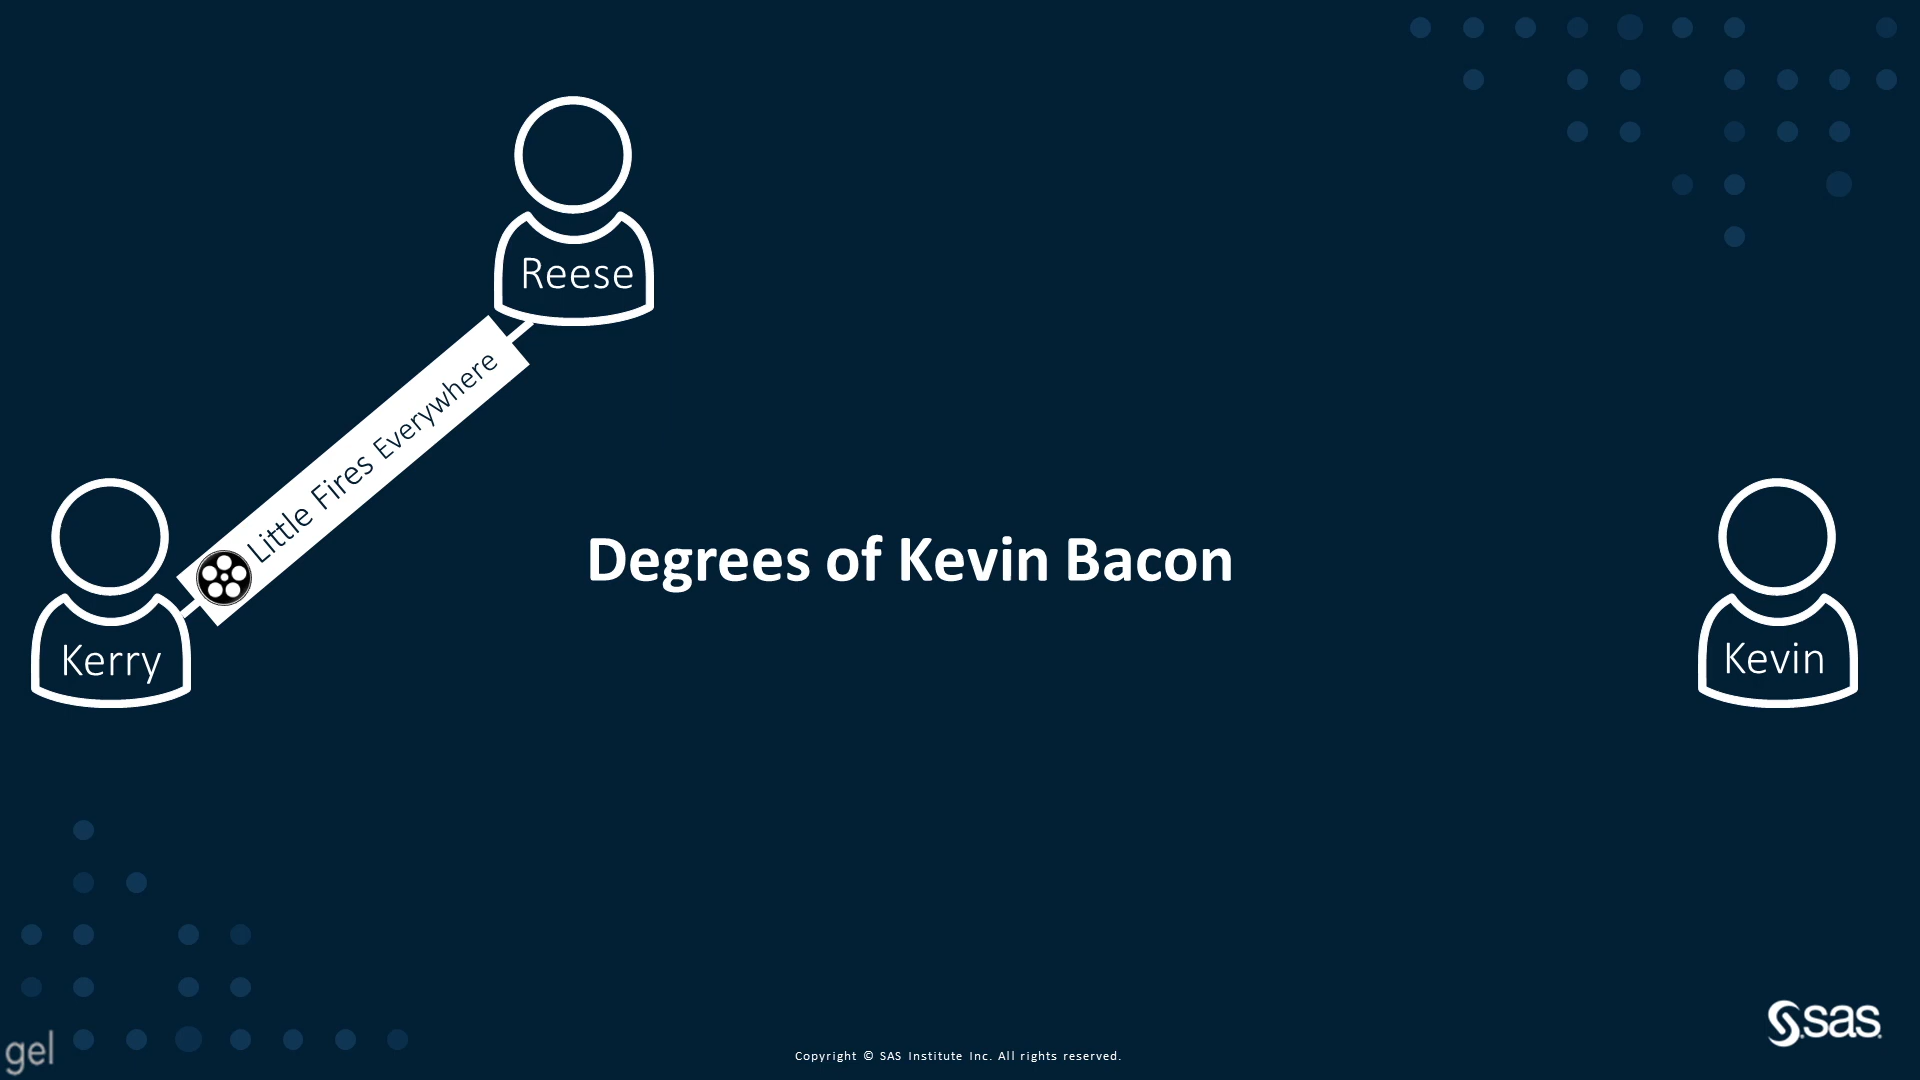 Reese
Little Fires Everywhere
Degrees of Kevin Bacon
Kerry
Kevin
gel
Copyright © SAS Institute Inc. All rights reserved.
sas